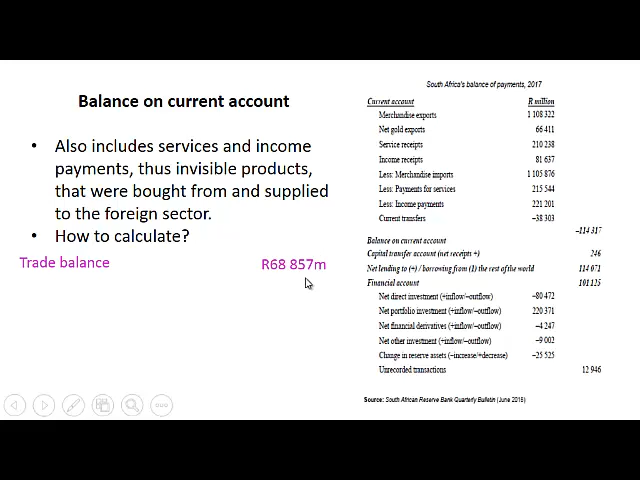 Balance on current account
• Also includes services and income
payments, thus invisible products,
that were bought from and supplied
to the foreign sector.
• How to calculate?
Trade balance R68 857m
South Africa's balance of payments, 2017
Current account R million
Merchandise exports 1 108 322
Net gold exports 66 411
Service receipts 210 238
Income receipts 81 637
Less: Merchandise imports 1 105 876
Less: Payments for services 215 544
Less: Income payments 221 201
Current transfers –38 303
–114 317
Balance on current account
Capital transfer account (net receipts +) 246
Net lending to (+) / borrowing from (1) the rest of the world 114 071
Financial account 101 125
Net direct investment (+inflow/–outflow) –80 472
Net portfolio investment (+inflow/–outflow) 220 371
Net financial derivatives (+inflow/–outflow) –4 247
Net other investment (+inflow/–outflow) –9 002
Change in reserve assets (–increase/+decrease) –25 525
Unrecorded transactions 12 946
Source: South African Reserve Bank Quarterly Bulletin (June 2018)